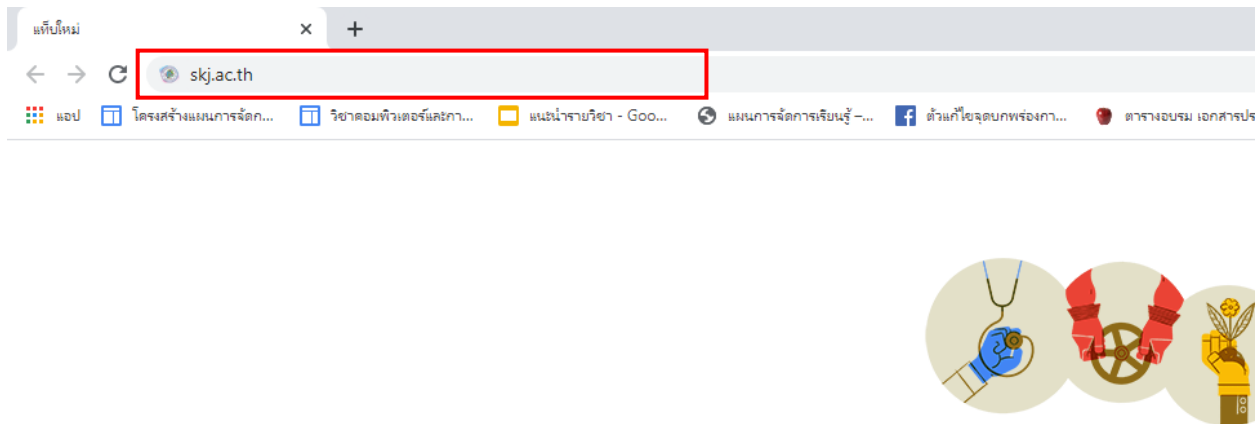 แท็บใหม่
skj.ac.th
แอป โครงสร้างแผนการจัดก... วิชาคอมพิวเตอร์และกา... แนะนำรายวิชา - Goo... แผนการจัดการเรียนรู้ –... ตัวแก้ไขจุดบกพร่องกา... ตารางอบรม เอกสารปร